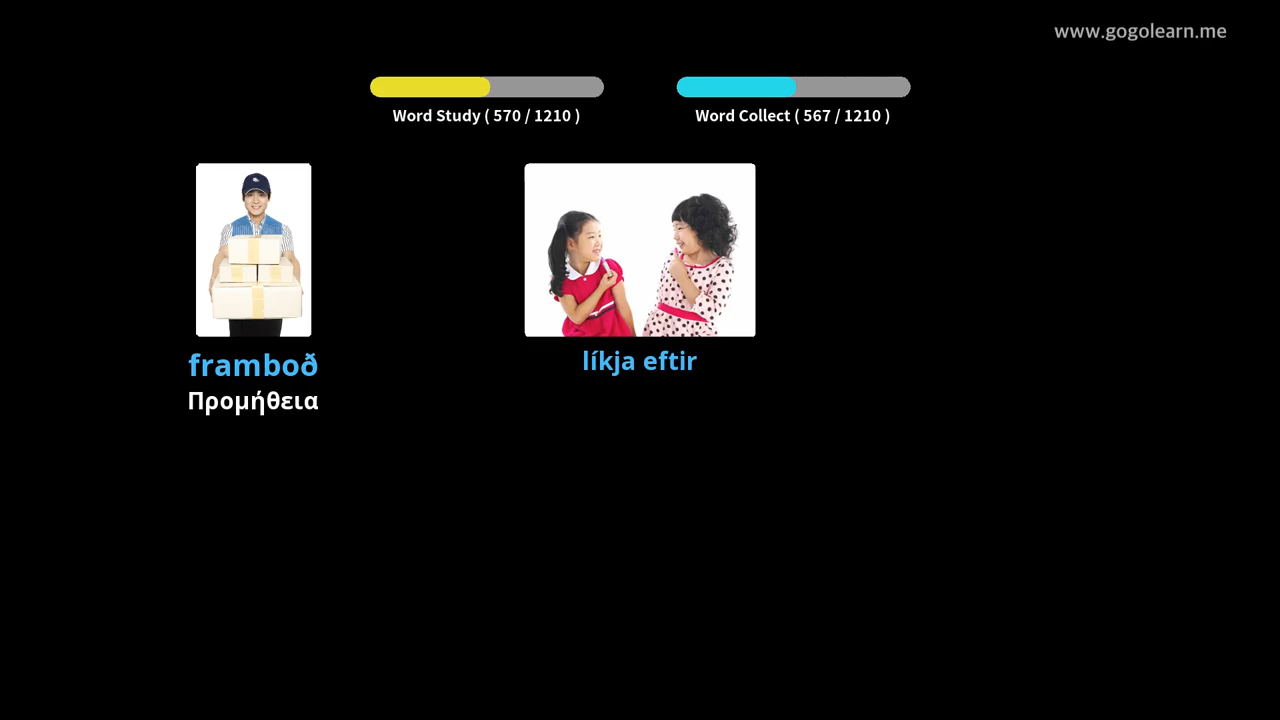 www.gogolearn.me
Word Study ( 570 / 1210 )
Word Collect ( 567 / 1210 )
framboð
Προμήθεια
líkja eftir